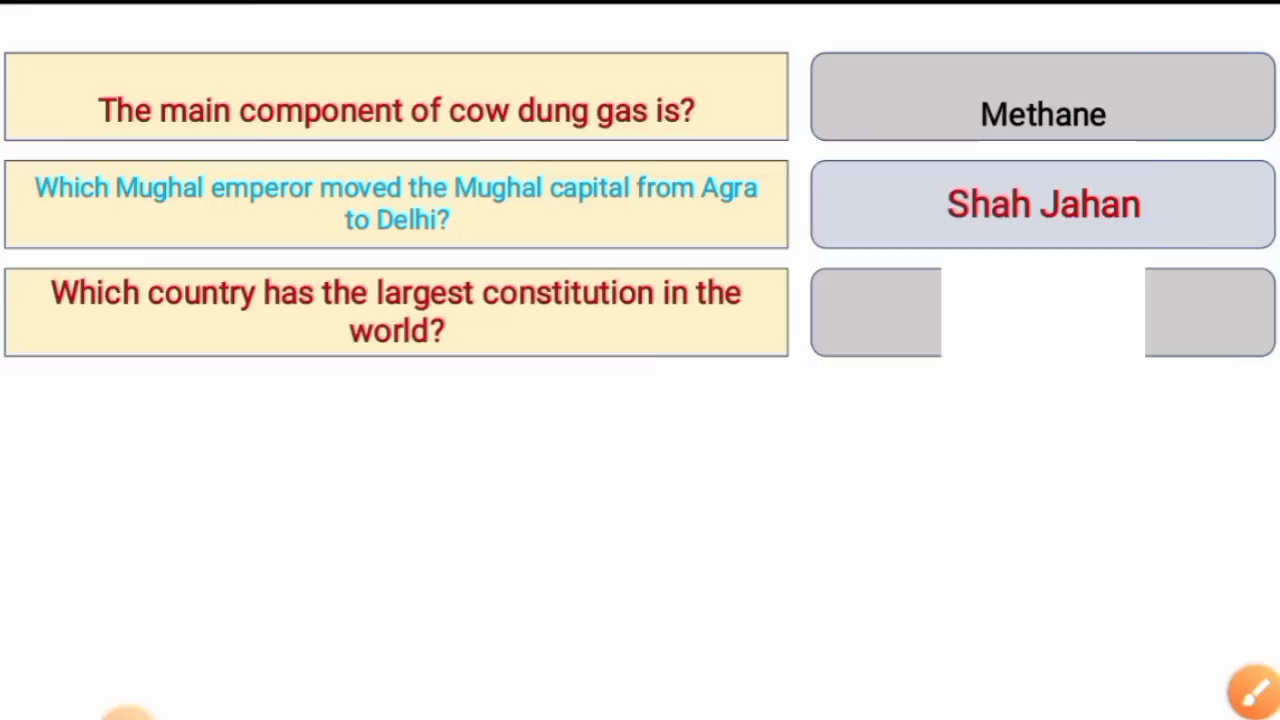 The main component of cow dung gas is?
Methane
Which Mughal emperor moved the Mughal capital from Agra
to Delhi?
Shah Jahan
Which country has the largest constitution in the
world?